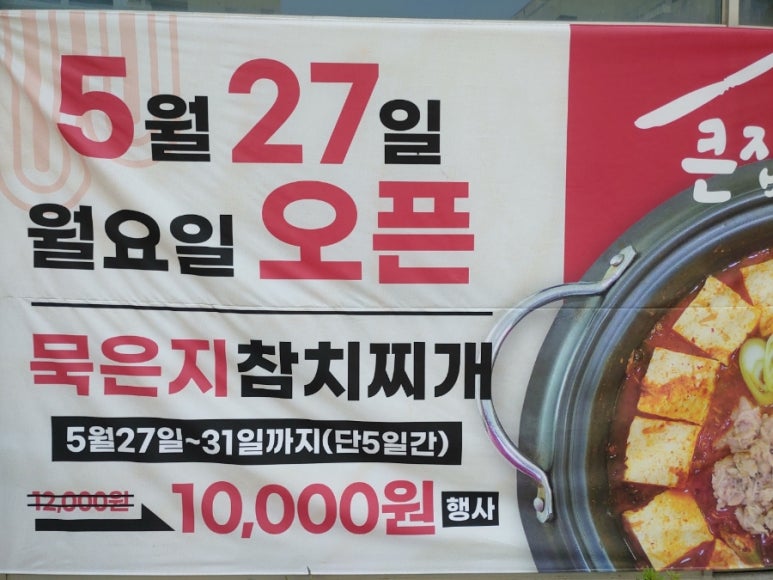 5월 27일
월요일 오픈
묵은지참치찌개
5월27일~31일까지(단5일간)
12,000원 10,000원 행사
큰집